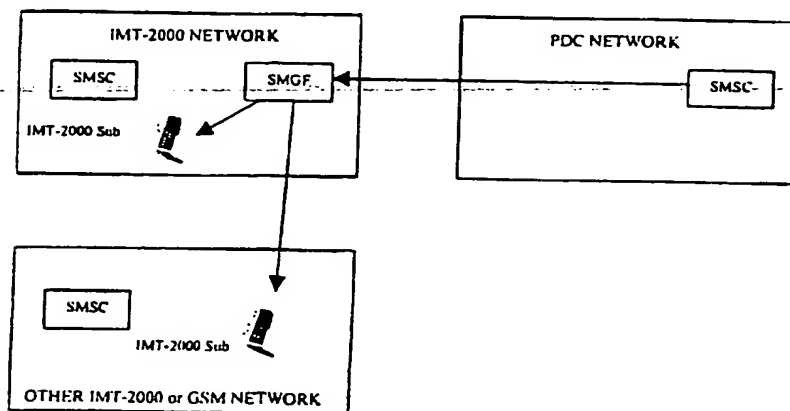 IMT-2000 NETWORK
PDC NETWORK
SMSC
SMGF
SMSC
IMT-2000 Sub
SMSC
IMT-2000 Sub
OTHER IMT-2000 or GSM NETWORK